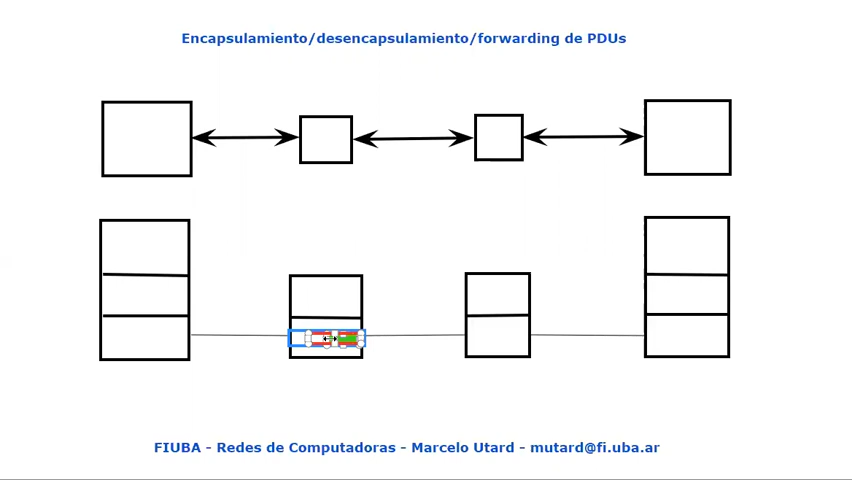 Encapsulamiento/desencapsulamiento/forwarding de PDUs
FIUBA - Redes de Computadoras - Marcelo Utard - mutard@fi.uba.ar